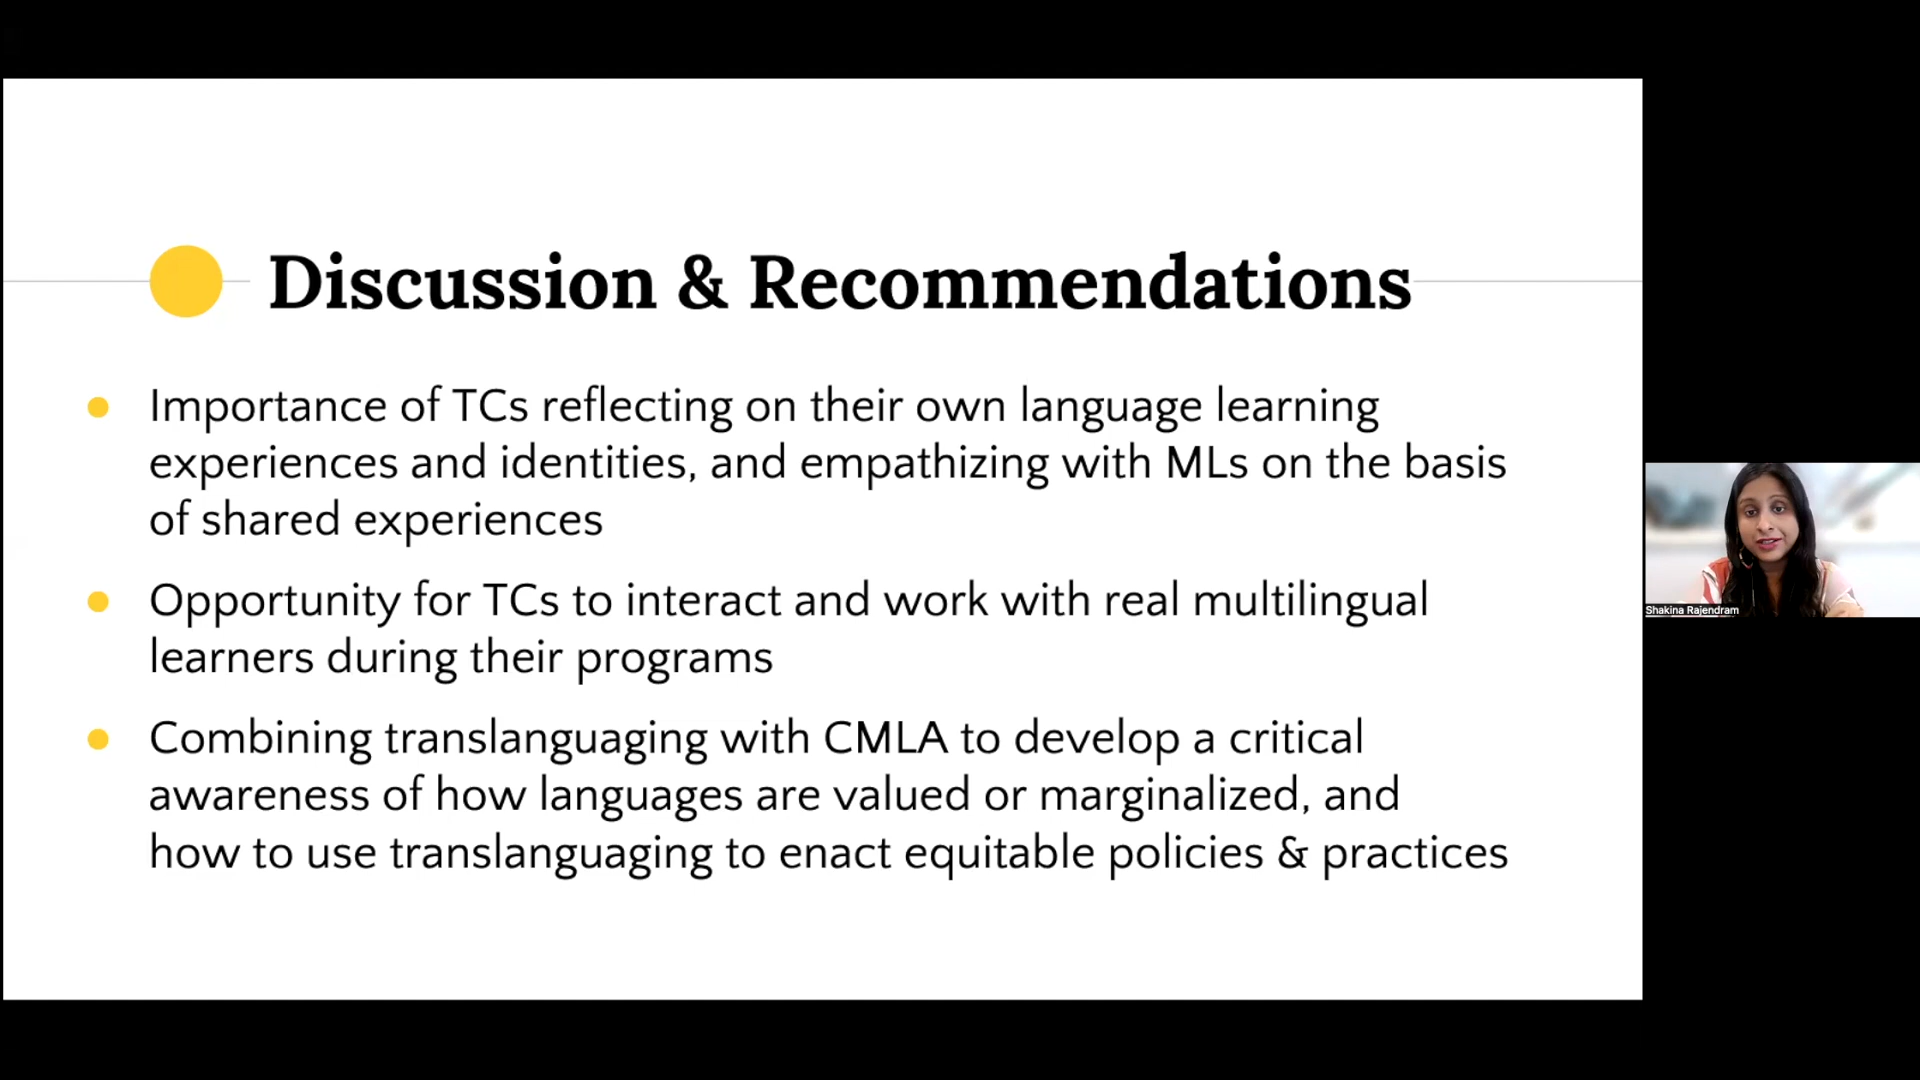 Discussion & Recommendations
Importance of TCs reflecting on their own language learning
experiences and identities, and empathizing with MLs on the basis
of shared experiences
Opportunity for TCs to interact and work with real multilingual
learners during their programs
Combining translanguaging with CMLA to develop a critical
awareness of how languages are valued or marginalized, and
how to use translanguaging to enact equitable policies & practices
Shakina Rajendram